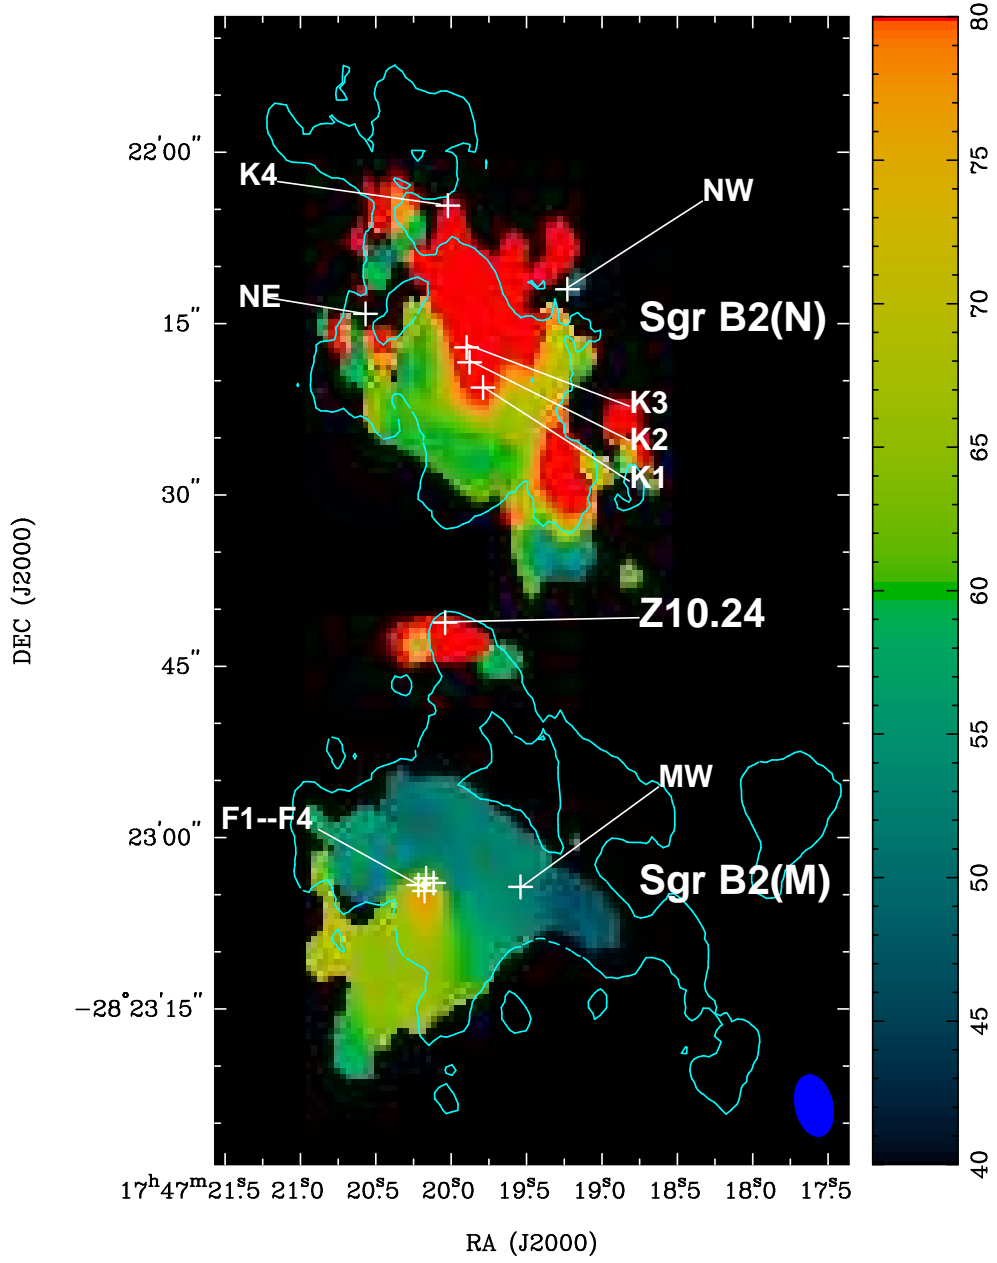 80
22′00″
75
K4
NW
NE
70
15″
Sgr B2(N)
K3
K2
65
K1
30″
60
DEC (J2000)
Z10.24
45″
55
MW
F1--F4
23:00″
50
Sgr B2(M)
−28°23′15″
45
40
17ʰ47ᵐ21ˢ.5 21ˢ.0 20ˢ.5 20ˢ.0 19ˢ.5 19ˢ.0 18ˢ.5 18ˢ.0 17ˢ.5
RA (J2000)